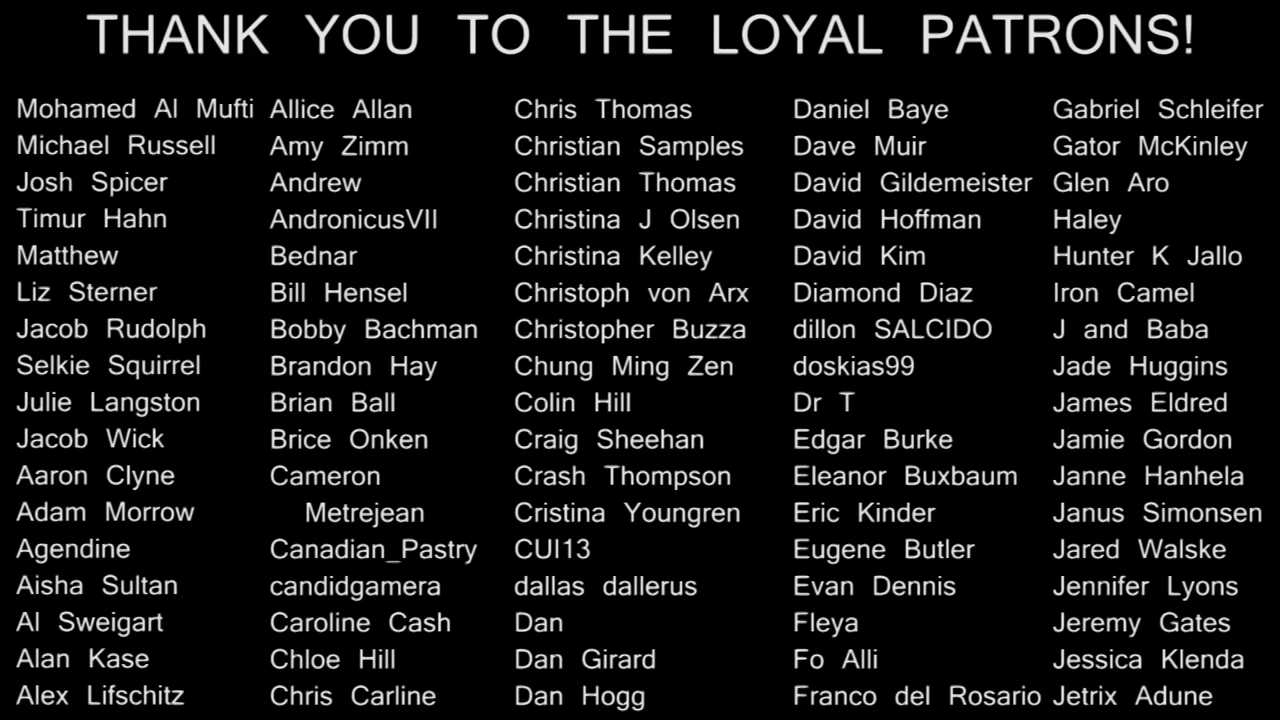 THANK YOU TO THE LOYAL PATRONS!
Mohamed Al Mufti
Michael Russell
Josh Spicer
Timur Hahn
Matthew
Liz Sterner
Jacob Rudolph
Selkie Squirrel
Julie Langston
Jacob Wick
Aaron Clyne
Adam Morrow
Agendine
Aisha Sultan
Al Sweigart
Alan Kase
Alex Lifschitz
Allice Allan
Amy Zimm
Andrew
AndronicusVII
Bednar
Bill Hensel
Bobby Bachman
Brandon Hay
Brian Ball
Brice Onken
Cameron
Metrejean
Canadian_Pastry
candidgamera
Caroline Cash
Chloe Hill
Chris Carline
Chris Thomas
Christian Samples
Christian Thomas
Christina J Olsen
Christina Kelley
Christoph von Arx
Christopher Buzza
Chung Ming Zen
Colin Hill
Craig Sheehan
Crash Thompson
Cristina Youngren
CUI13
dallas dallerus
Dan
Dan Girard
Dan Hogg
Daniel Baye
Dave Muir
David Gildemeister
David Hoffman
David Kim
Diamond Diaz
dillon SALCIDO
doskias99
Dr T
Edgar Burke
Eleanor Buxbaum
Eric Kinder
Eugene Butler
Evan Dennis
Fleya
Fo Alli
Franco del Rosario
Gabriel Schleifer
Gator McKinley
Glen Aro
Haley
Hunter K Jallo
Iron Camel
J and Baba
Jade Huggins
James Eldred
Jamie Gordon
Janne Hanhela
Janus Simonsen
Jared Walske
Jennifer Lyons
Jeremy Gates
Jessica Klenda
Jetrix Adune